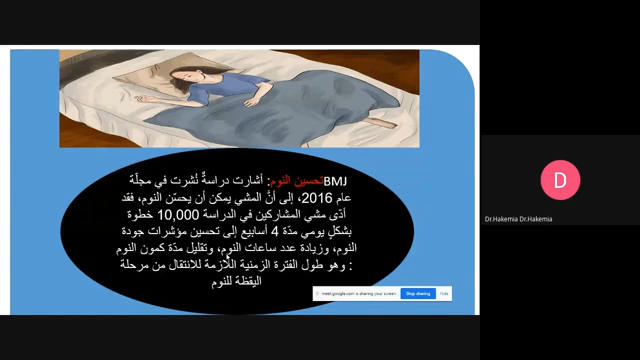 BMJتحسين النوم: أشارت دراسةٌ نُشرت في مجلّة
عام 2016، إلى أنَّ المشي يمكن أن يحسّن النوم، فقد
أدّى مشي المشاركين في الدراسة 10,000 خطوة
بشكلٍ يومي مدّة 4 أسابيع إلى تحسين مؤشرات جودة
النوم، وزيادة عدد ساعات النوم، وتقليل مدّة كمون النوم
: وهو طول الفترة الزمنية اللّازمة للانتقال من مرحلة
اليقظة للنوم
meet.google.com is sharing your screen.
Stop sharing
Hide
D
Dr.Hakemia Dr.Hakemia